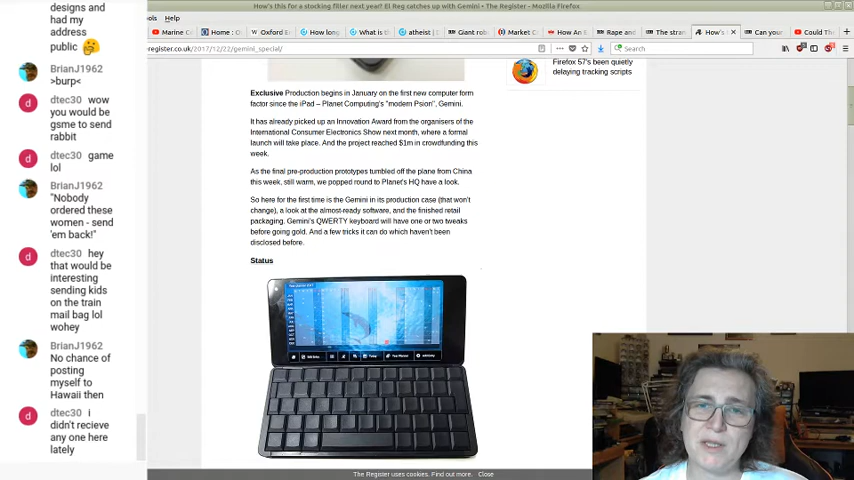 designs
and had my
address
public
BrianJ1962
>burp<
dtec30 wow
you would be
gsme to send
rabbit
dtec30 game
lol
BrianJ1962
"Nobody
ordered these
women - send
'em back!"
dtec30 hey
that would be
interesting
sending kids
on the train
mail bag lol
wohey
BrianJ1962
No chance of
posting
myself to
Hawaii then
dtec30 i
didn't recieve
any one here
lately
How's this for a stocking filler next year? El Reg catches up with Gemini • The Register - Mozilla Firefox
Help
Marine C
Home : O
Oxford E
How long
What is th
atheist |
Giant rob
How An E
Rape and
The stran
How's
Can your
Could The
register.co.uk/2017/12/22/gemini_special/
Search
Firefox 57's been quietly
delaying tracking scripts
Exclusive Production begins in January on the first new computer form
factor since the iPad – Planet Computing's "modern Psion", Gemini.
It has already picked up an Innovation Award from the organisers of the
International Consumer Electronics Show next month, where a formal
launch will take place. And the project reached $1m in crowdfunding this
week.
As the final pre-production prototypes tumbled off the plane from China
this week, still warm, we popped round to Planet's HQ have a look.
So here for the first time is the Gemini in its production case (that won't
change), a look at the almost-ready software, and the finished retail
packaging. Gemini's QWERTY keyboard will have one or two tweaks
before going gold. And a few tricks it can do which haven't been
disclosed before.
Status
The Register uses cookies. Find out more. Close